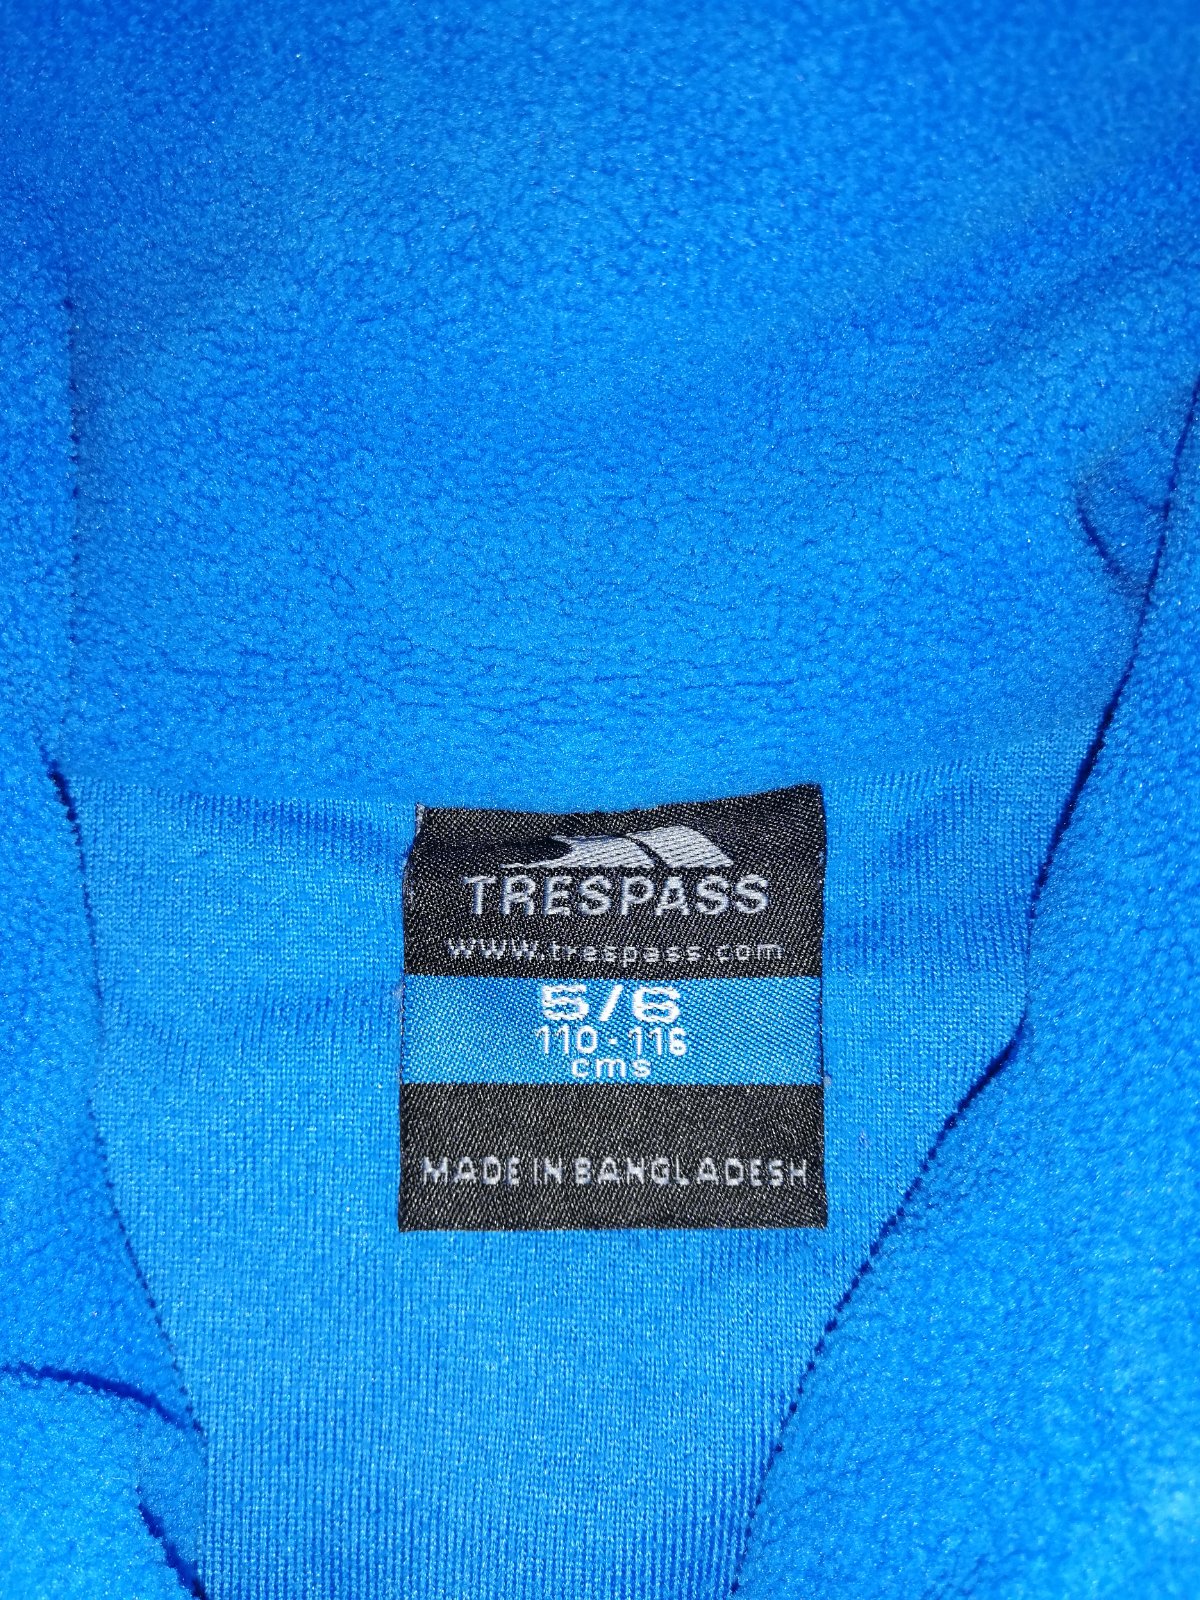 TRESPASS
www.trespass.com
5/6
110-116
cms
MADE IN BANGLADESH